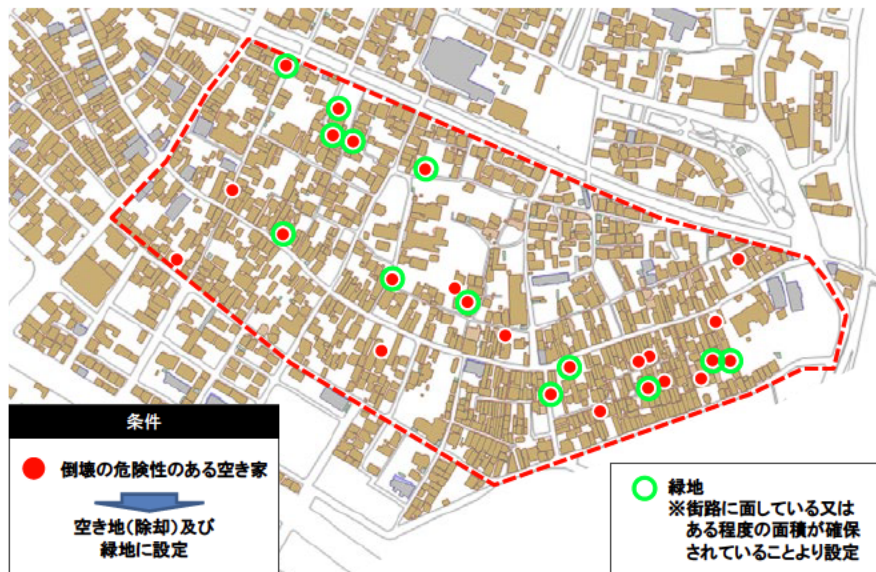 条件
倒壊の危険性のある空き家
空き地(除却)及び
緑地に設定
緑地
※街路に面している又は
ある程度の面積が確保
されていることより設定